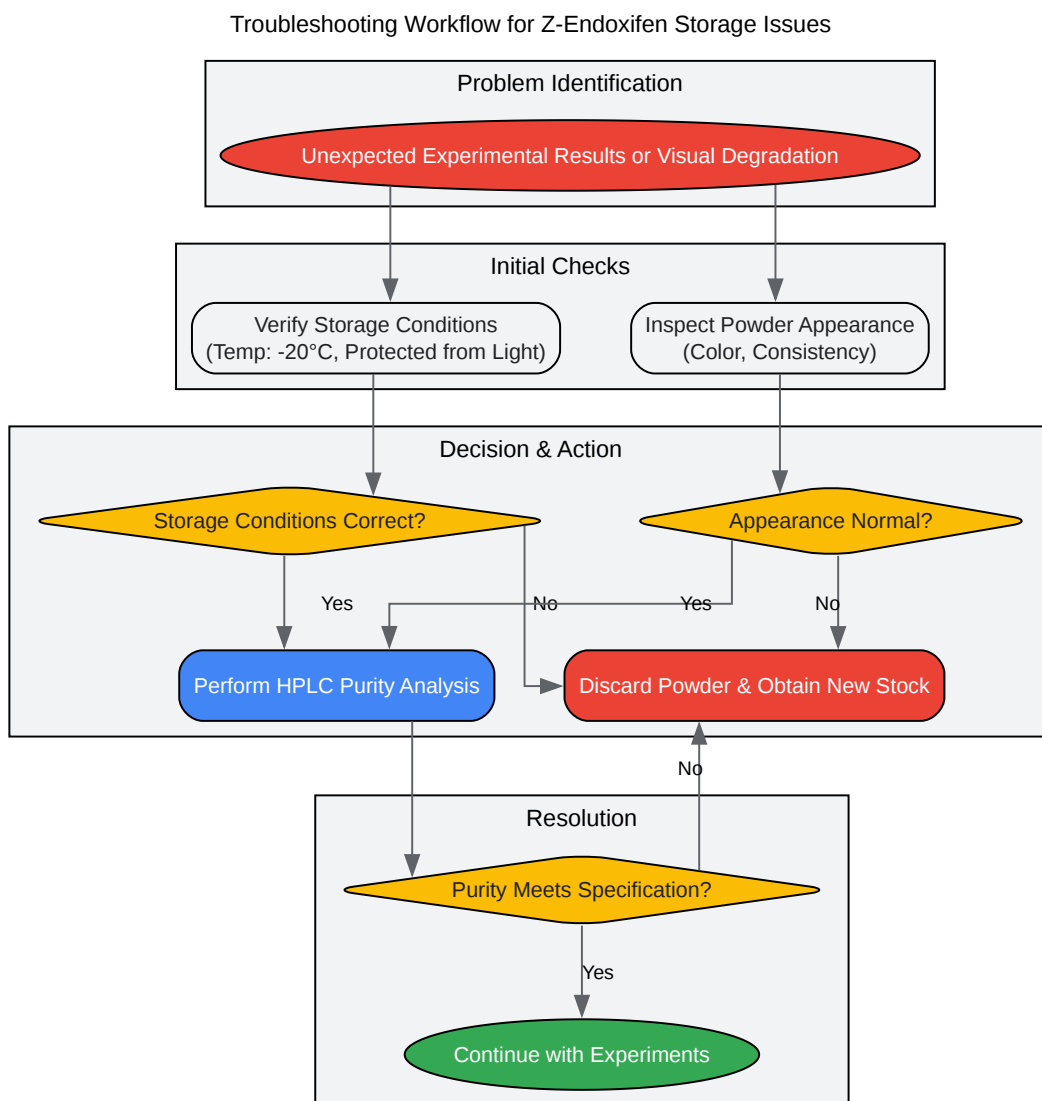 Troubleshooting Workflow for Z-Endoxifen Storage Issues
Problem Identification
Unexpected Experimental Results or Visual Degradation
Initial Checks
Verify Storage Conditions
(Temp: -20°C, Protected from Light)
Inspect Powder Appearance
(Color, Consistency)
Decision & Action
Storage Conditions Correct?
Appearance Normal?
Yes
No
Yes
No
Perform HPLC Purity Analysis
Discard Powder & Obtain New Stock
No
Resolution
Purity Meets Specification?
Yes
Continue with Experiments